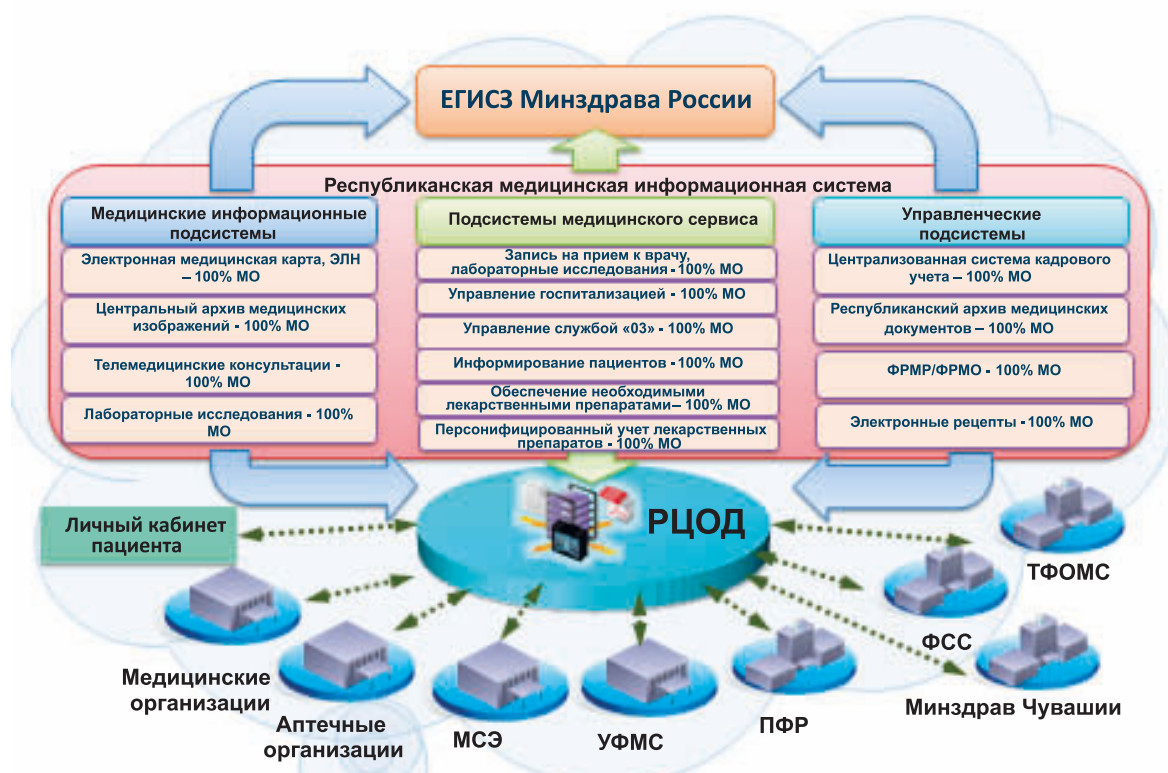 ЕГИСЗ Минздрава России
Республиканская медицинская информационная система
Медицинские информационные
подсистемы
Электронная медицинская карта, ЭЛН
– 100% МО
Центральный архив медицинских
изображений - 100% МО
Телемедицинские консультации -
100% МО
Лабораторные исследования - 100%
МО
Подсистемы медицинского сервиса
Запись на прием к врачу,
лабораторные исследования - 100% МО
Управление госпитализацией - 100% МО
Управление службой «03» - 100% МО
Информирование пациентов - 100% МО
Обеспечение необходимыми
лекарственными препаратами– 100% МО
Персонифицированный учет лекарственных
препаратов - 100% МО
Управленческие
подсистемы
Централизованная система кадрового
учета – 100% МО
Республиканский архив медицинских
документов – 100% МО
ФРМР/ФРМО - 100% МО
Электронные рецепты - 100% МО
РЦОД
Личный кабинет
пациента
Медицинские
организации
Аптечные
организации
МСЭ
УФМС
ПФР
Минздрав Чувашии
ФСС
ТФОМС